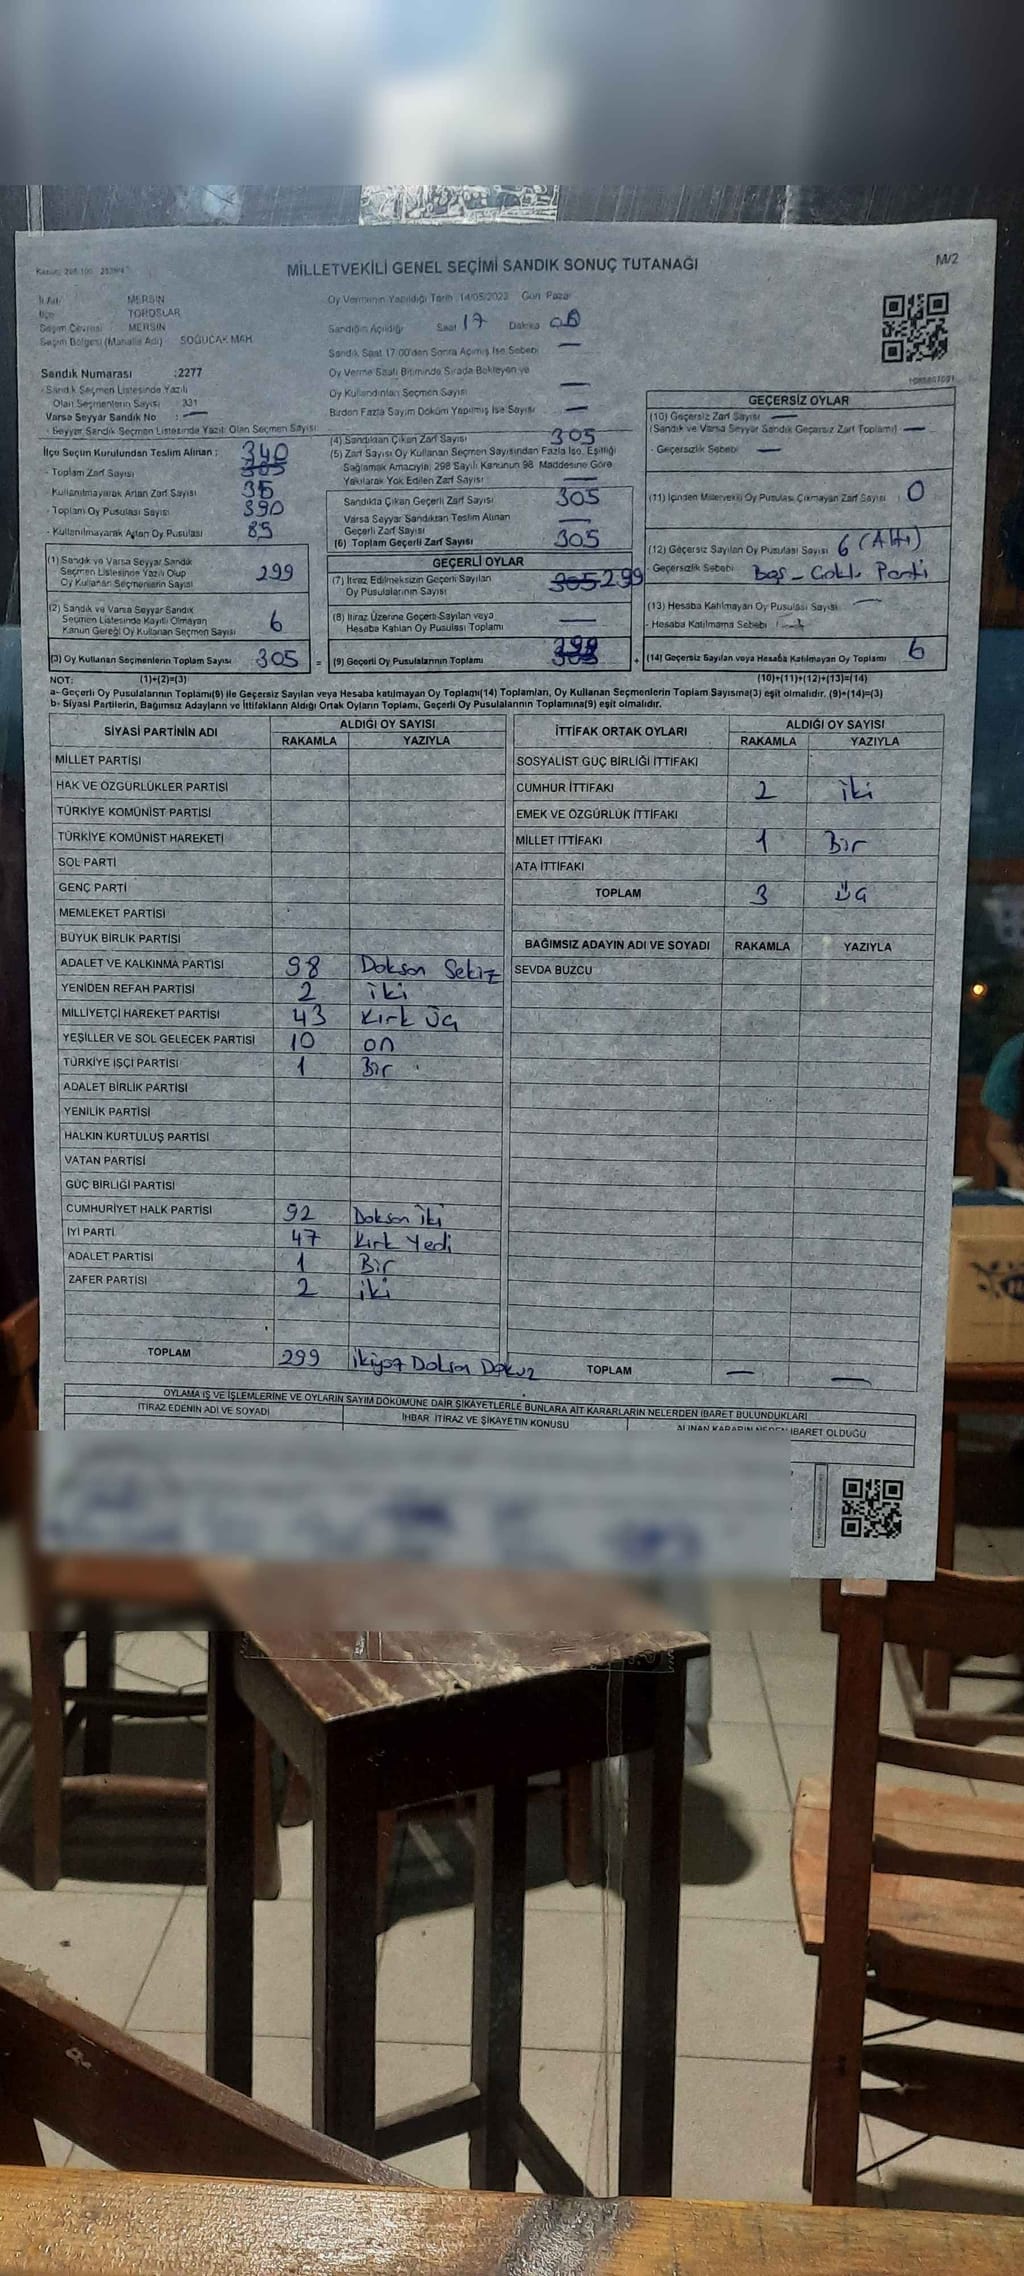 MİLLETVEKİLİ GENEL SEÇİMİ SANDIK SONUÇ TUTANAĞI
M/2
İl Adı MERSİN
İlçe TOROSLAR
Seçim Çevresi MERSİN
Seçim Bölgesi (Mahalle Adı) SOĞUCAK MAH.
Sandık Numarası :2277
- Sandık Seçmen Listesinde Yazılı
Olan Seçmenlerin Sayısı : 331
Varsa Seyyar Sandık No : —
- Seyyar Sandık Seçmen Listesinde Yazılı Olan Seçmen Sayısı
Oy Vermenin Yapıldığı Tarih :14/05/2023 Gün: Pazar
Sandığın Açıldığı Saat 17 Dakika
Sandık Saat 17.00'den Sonra Açımış İse Sebebi —
Oy Verme Saati Bitiminde Sırada Bekleyen ve
Oy Kullandırılan Seçmen Sayısı —
Birden Fazla Sayım Döküm Yapılmış İse Sayısı —
İlçe Seçim Kurulundan Teslim Alınan :
- Toplam Zarf Sayısı 340
- Kullanılmayarak Artan Zarf Sayısı 35
- Toplam Oy Pusulası Sayısı 390
- Kullanılmayarak Artan Oy Pusulası 85
(1) Sandık ve Varsa Seyyar Sandık
Seçmen Listesinde Yazılı Olup
Oy Kullanan Seçmenlerin Sayısı 299
(2) Sandık ve Varsa Seyyar Sandık
Seçmen Listesinde Kayıtlı Olmayan
Kanun Gereği Oy Kullanan Seçmen Sayısı 6
(3) Oy Kullanan Seçmenlerin Toplam Sayısı 305 =
(4) Sandıktan Çıkan Zarf Sayısı 305
(5) Zarf Sayısı Oy Kullanan Seçmen Sayısından Fazla İse, Eşitliği
Sağlamak Amacıyla, 298 Sayılı Kanunun 98. Maddesine Göre
Yakılarak Yok Edilen Zarf Sayısı —
Sandıkta Çıkan Geçerli Zarf Sayısı 305
Varsa Seyyar Sandıktan Teslim Alınan
Geçerli Zarf Sayısı —
(6) Toplam Geçerli Zarf Sayısı 305
GEÇERLİ OYLAR
(7) İtiraz Edilmeksizin Geçerli Sayılan
Oy Pusulalarının Sayısı 305 299
(8) İtiraz Üzerine Geçerli Sayılan veya
Hesaba Katılan Oy Pusulası Toplamı —
(9) Geçerli Oy Pusulalarının Toplamı 299 +
GEÇERSİZ OYLAR
(10) Geçersiz Zarf Sayısı —
(Sandık ve Varsa Seyyar Sandık Geçersiz Zarf Toplamı) —
- Geçersizlik Sebebi —
(11) İçinden Milletvekili Oy Pusulası Çıkmayan Zarf Sayısı 0
(12) Geçersiz Sayılan Oy Pusulası Sayısı 6 (Altı)
- Geçersizlik Sebebi Boş - Çoklu Parti
(13) Hesaba Katılmayan Oy Pusulası Sayısı —
- Hesaba Katılmama Sebebi
(14) Geçersiz Sayılan veya Hesaba Katılmayan Oy Toplamı 6
NOT: (1)+(2)=(3) (10)+(11)+(12)+(13)=(14)
a- Geçerli Oy Pusulalarının Toplamı(9) ile Geçersiz Sayılan veya Hesaba katılmayan Oy Toplamı(14) Toplamları, Oy Kullanan Seçmenlerin Toplam Sayısına(3) eşit olmalıdır. (9)+(14)=(3)
b- Siyasi Partilerin, Bağımsız Adayların ve İttifakların Aldığı Ortak Oyların Toplamı, Geçerli Oy Pusulalarının Toplamına(9) eşit olmalıdır.
SİYASİ PARTİNİN ADI ALDIĞI OY SAYISI
RAKAMLA YAZIYLA
MİLLET PARTİSİ
HAK VE ÖZGÜRLÜKLER PARTİSİ
TÜRKİYE KOMÜNİST PARTİSİ
TÜRKİYE KOMÜNİST HAREKETİ
SOL PARTİ
GENÇ PARTİ
MEMLEKET PARTİSİ
BÜYÜK BİRLİK PARTİSİ
ADALET VE KALKINMA PARTİSİ 98 Doksan Sekiz
YENİDEN REFAH PARTİSİ 2 iki
MİLLİYETÇİ HAREKET PARTİSİ 43 Kırk Üç
YEŞİLLER VE SOL GELECEK PARTİSİ 10 on
TÜRKİYE İŞÇİ PARTİSİ 1 Bir
ADALET BİRLİK PARTİSİ
YENİLİK PARTİSİ
HALKIN KURTULUŞ PARTİSİ
VATAN PARTİSİ
GÜÇ BİRLİĞİ PARTİSİ
CUMHURİYET HALK PARTİSİ 92 Doksan iki
İYİ PARTİ 47 Kırk Yedi
ADALET PARTİSİ 1 Bir
ZAFER PARTİSİ 2 iki
TOPLAM 299 ikiyüz Doksan Dokuz
İTTİFAK ORTAK OYLARI ALDIĞI OY SAYISI
RAKAMLA YAZIYLA
SOSYALİST GÜÇ BİRLİĞİ İTTİFAKI
CUMHUR İTTİFAKI 2 iki
EMEK VE ÖZGÜRLÜK İTTİFAKI
MİLLET İTTİFAKI 1 Bir
ATA İTTİFAKI
TOPLAM 3 Üç
BAĞIMSIZ ADAYIN ADI VE SOYADI RAKAMLA YAZIYLA
SEVDA BUZCU
TOPLAM — —
OYLAMA İŞ VE İŞLEMLERİNE VE OYLARIN SAYIM DÖKÜMÜNE DAİR ŞİKAYETLERLE BUNLARA AİT KARARLARIN NELERDEN İBARET BULUNDUKLARI
İTİRAZ EDENİN ADI VE SOYADI
İHBAR İTİRAZ VE ŞİKAYETİN KONUSU
ALINAN KARARIN NEDEN İBARET OLDUĞU